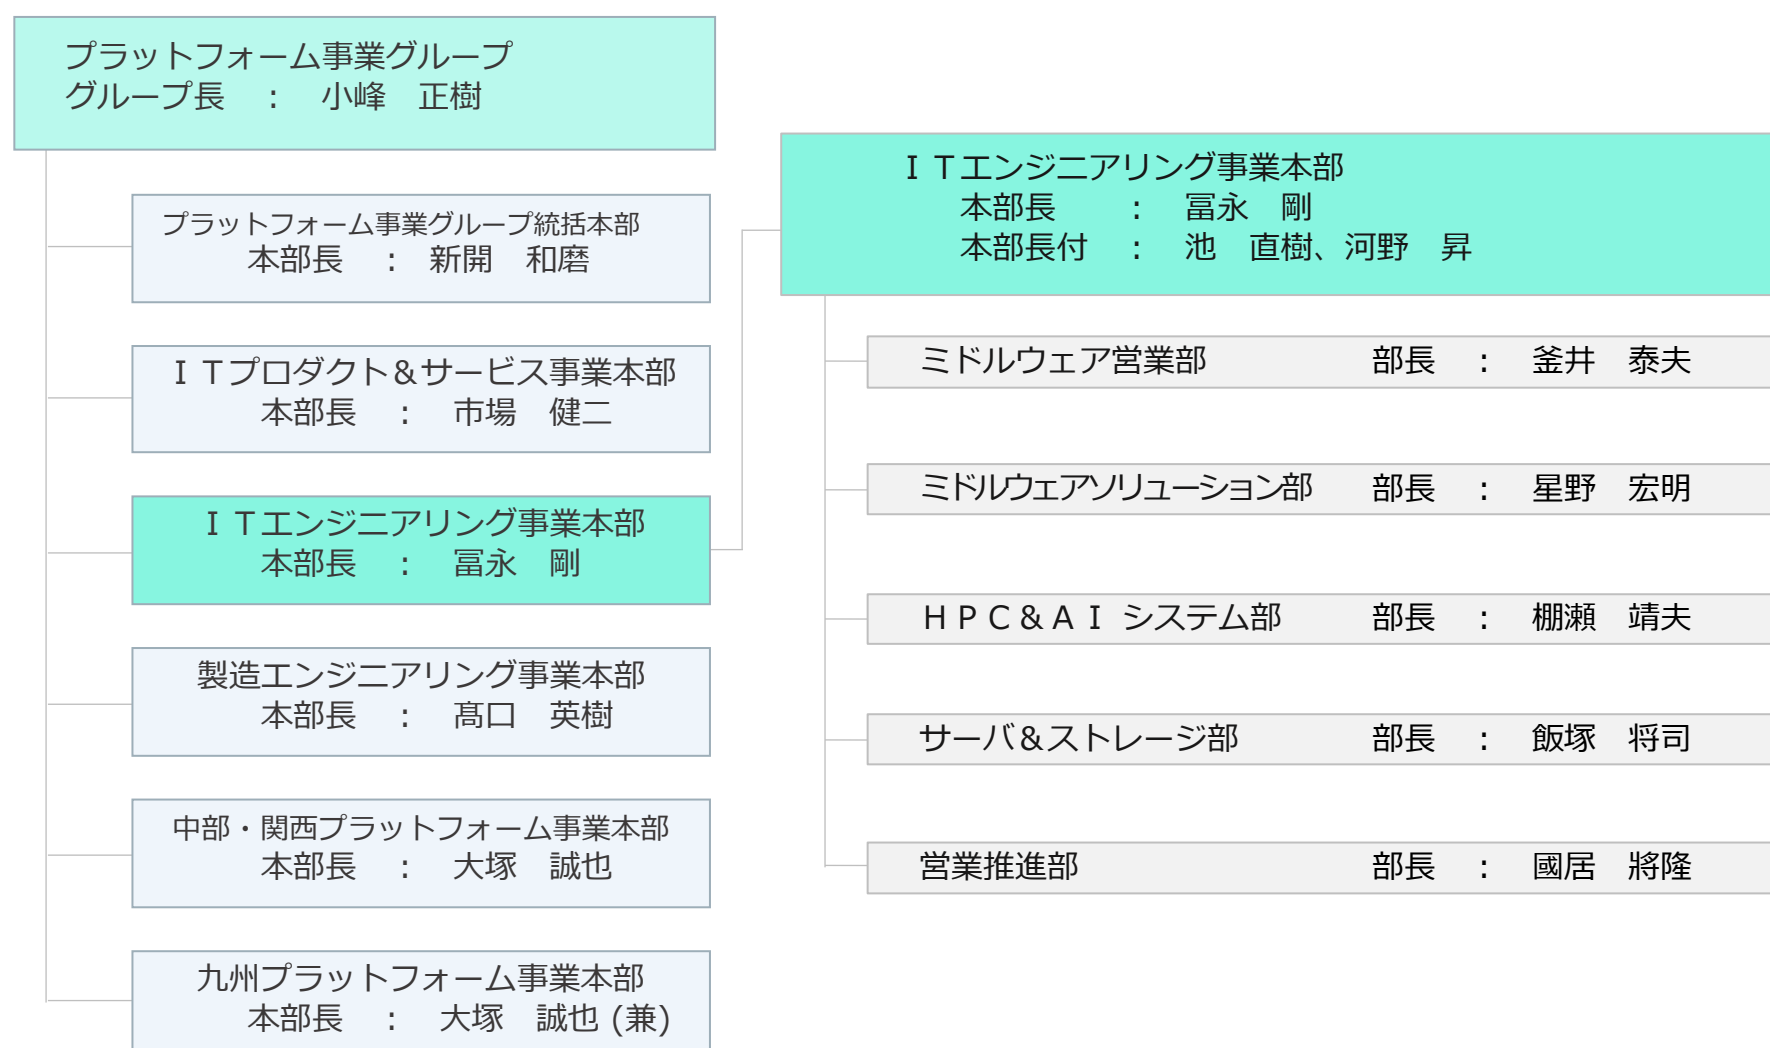 プラットフォーム事業グループ
グループ長　：　小峰　正樹
プラットフォーム事業グループ統括本部
本部長　：　新開　和磨
ＩＴプロダクト＆サービス事業本部
本部長　：　市場　健二
ＩＴエンジニアリング事業本部
本部長　：　冨永　剛
製造エンジニアリング事業本部
本部長　：　髙口　英樹
中部・関西プラットフォーム事業本部
本部長　：　大塚　誠也
九州プラットフォーム事業本部
本部長　：　大塚　誠也 (兼)
ＩＴエンジニアリング事業本部
本部長　　：　冨永　剛
本部長付　：　池　直樹、河野　昇
ミドルウェア営業部　部長　：　釜井　泰夫
ミドルウェアソリューション部　部長　：　星野　宏明
ＨＰＣ＆ＡＩ システム部　部長　：　棚瀬　靖夫
サーバ＆ストレージ部　部長　：　飯塚　将司
営業推進部　部長　：　國居　將隆